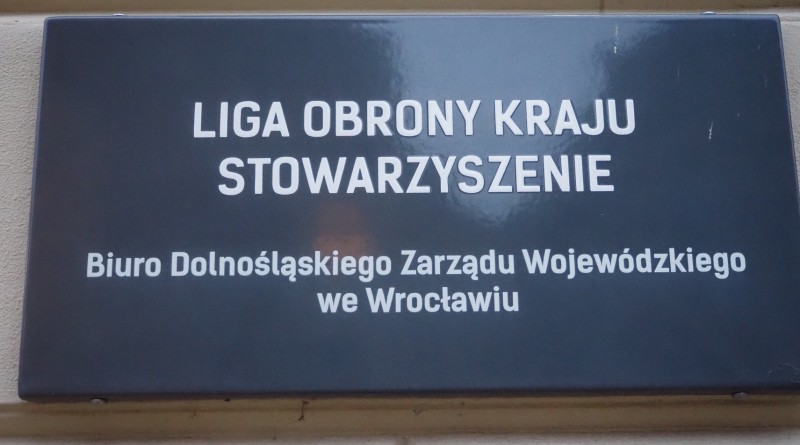 LIGA OBRONY KRAJU
STOWARZYSZENIE
Biuro Dolnośląskiego Zarządu Wojewódzkiego
we Wrocławiu